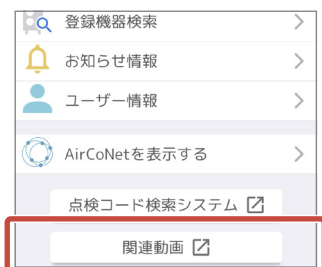 登録機器検索
お知らせ情報
ユーザー情報
AirCoNetを表示する
点検コード検索システム
関連動画